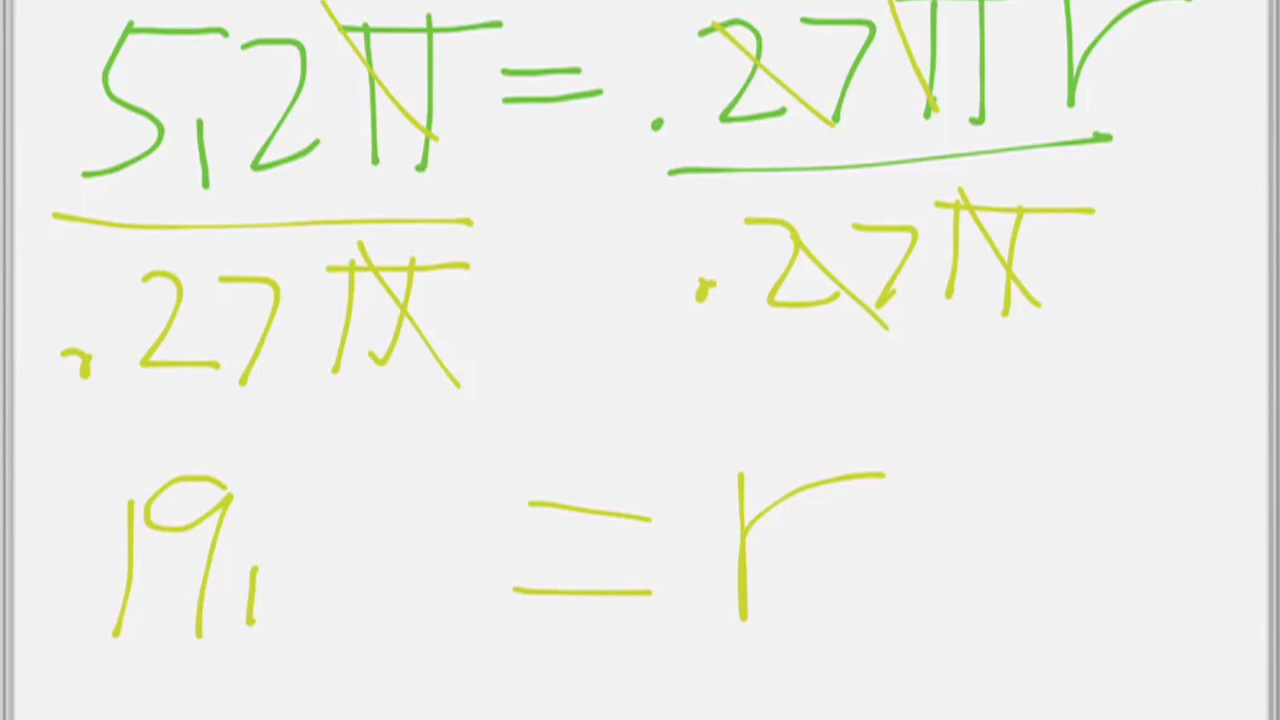 5,2π = .27πr
.27π .27π
19, = r